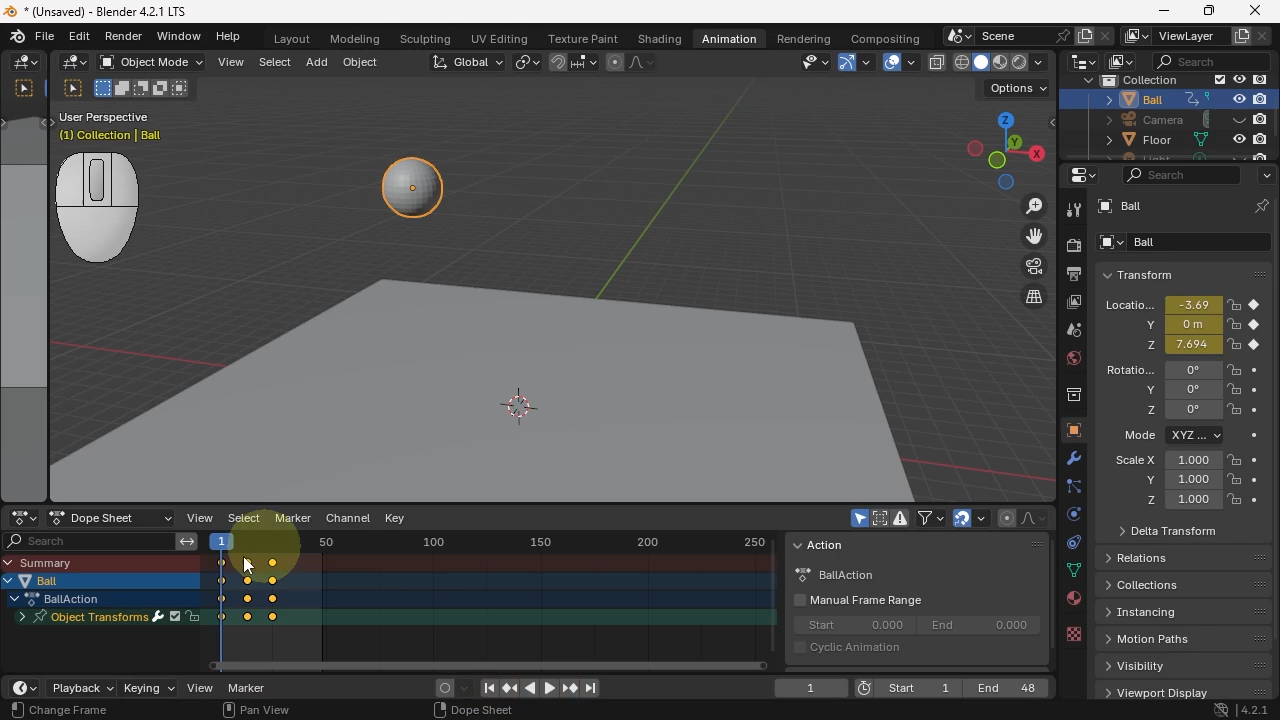 * (Unsaved) - Blender 4.2.1 LTS
File Edit Render Window Help Layout Modeling Sculpting UV Editing Texture Paint Shading Animation Rendering Compositing Scene ViewLayer
Object Mode View Select Add Object Global Search
Options
Collection
Ball
Camera
Floor
Light
User Perspective
(1) Collection | Ball
Z
Y
X
Search
Ball
Ball
Transform
Locatio... -3.69
Y 0 m
Z 7.694
Rotatio... 0°
Y 0°
Z 0°
Mode XYZ ...
Scale X 1.000
Y 1.000
Z 1.000
Delta Transform
Relations
Collections
Instancing
Motion Paths
Visibility
Viewport Display
Dope Sheet View Select Marker Channel Key
Search 1 50 100 150 200 250
Summary
Ball
BallAction
Object Transforms
Action
BallAction
Manual Frame Range
Start 0.000 End 0.000
Cyclic Animation
Playback Keying View Marker 1 Start 1 End 48
Change Frame Pan View Dope Sheet 4.2.1